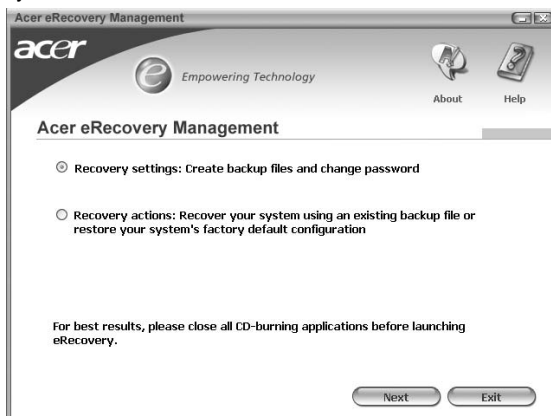 Acer eRecovery Management
acer
e Empowering Technology
About Help
Acer eRecovery Management
Recovery settings: Create backup files and change password
Recovery actions: Recover your system using an existing backup file or
restore your system's factory default configuration
For best results, please close all CD-burning applications before launching
eRecovery.
Next Exit